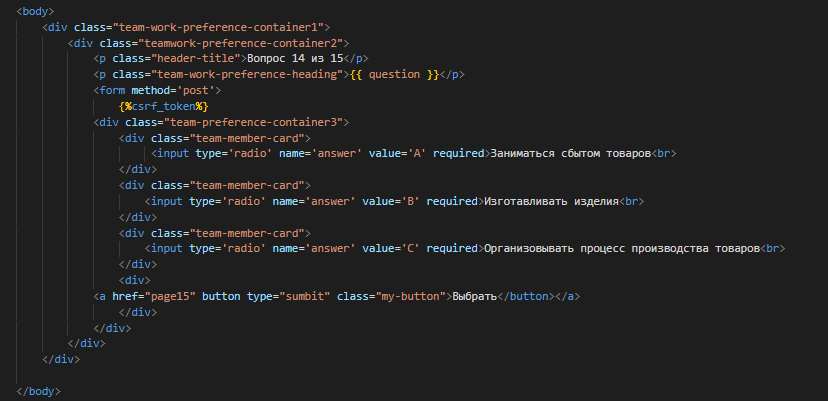 <body>
<div class="team-work-preference-container1">
<div class="teamwork-preference-container2">
<p class="header-title">Вопрос 14 из 15</p>
<p class="team-work-preference-heading">{{ question }}</p>
<form method='post'>
{%csrf_token%}
<div class="team-preference-container3">
<div class="team-member-card">
<input type='radio' name='answer' value='A' required>Заниматься сбытом товаров<br>
</div>
<div class="team-member-card">
<input type='radio' name='answer' value='B' required>Изготавливать изделия<br>
</div>
<div class="team-member-card">
<input type='radio' name='answer' value='C' required>Организовывать процесс производства товаров<br>
</div>
<div>
<a href="page15" button type="sumbit" class="my-button">Выбрать</button></a>
</div>
</div>
</div>
</div>
</body>